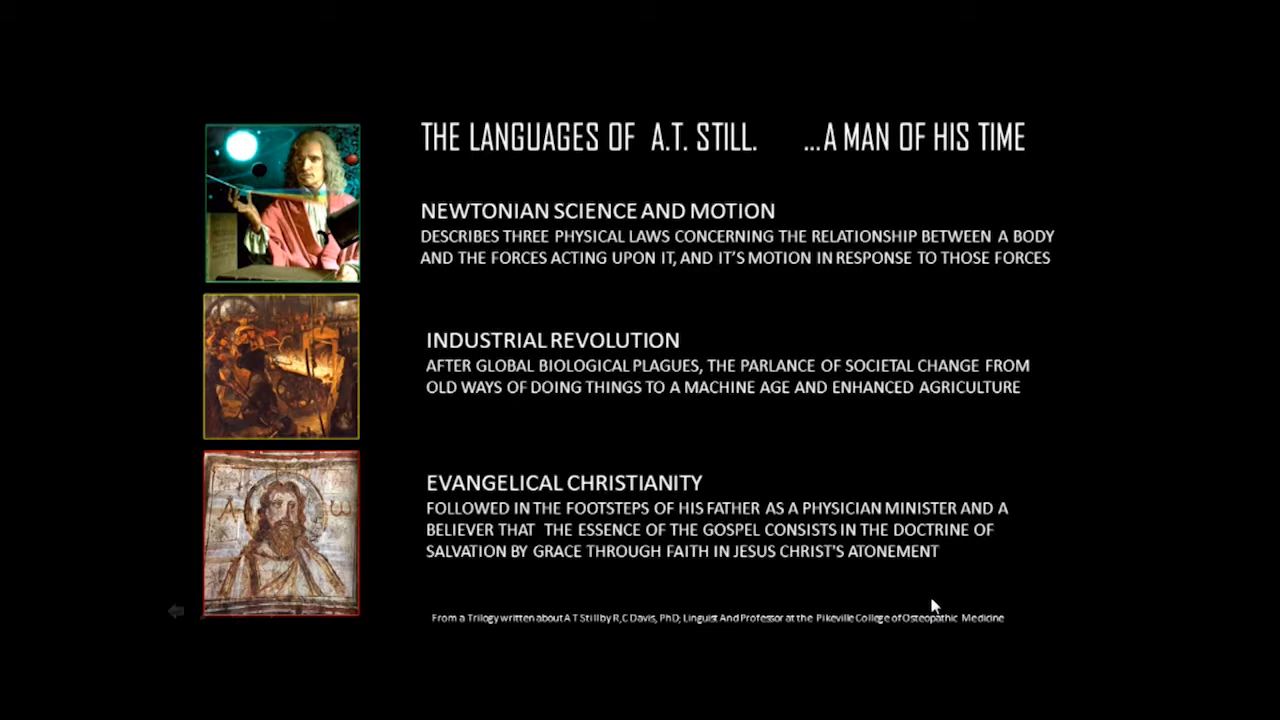 THE LANGUAGES OF A.T. STILL. ...A MAN OF HIS TIME
NEWTONIAN SCIENCE AND MOTION
DESCRIBES THREE PHYSICAL LAWS CONCERNING THE RELATIONSHIP BETWEEN A BODY
AND THE FORCES ACTING UPON IT, AND IT'S MOTION IN RESPONSE TO THOSE FORCES
INDUSTRIAL REVOLUTION
AFTER GLOBAL BIOLOGICAL PLAGUES, THE PARLANCE OF SOCIETAL CHANGE FROM
OLD WAYS OF DOING THINGS TO A MACHINE AGE AND ENHANCED AGRICULTURE
Α ω
EVANGELICAL CHRISTIANITY
FOLLOWED IN THE FOOTSTEPS OF HIS FATHER AS A PHYSICIAN MINISTER AND A
BELIEVER THAT THE ESSENCE OF THE GOSPEL CONSISTS IN THE DOCTRINE OF
SALVATION BY GRACE THROUGH FAITH IN JESUS CHRIST'S ATONEMENT
From a Trilogy written about A T Still by R,C Davis, PhD; Linguist And Professor at the Pikeville College of Osteopathic Medicine